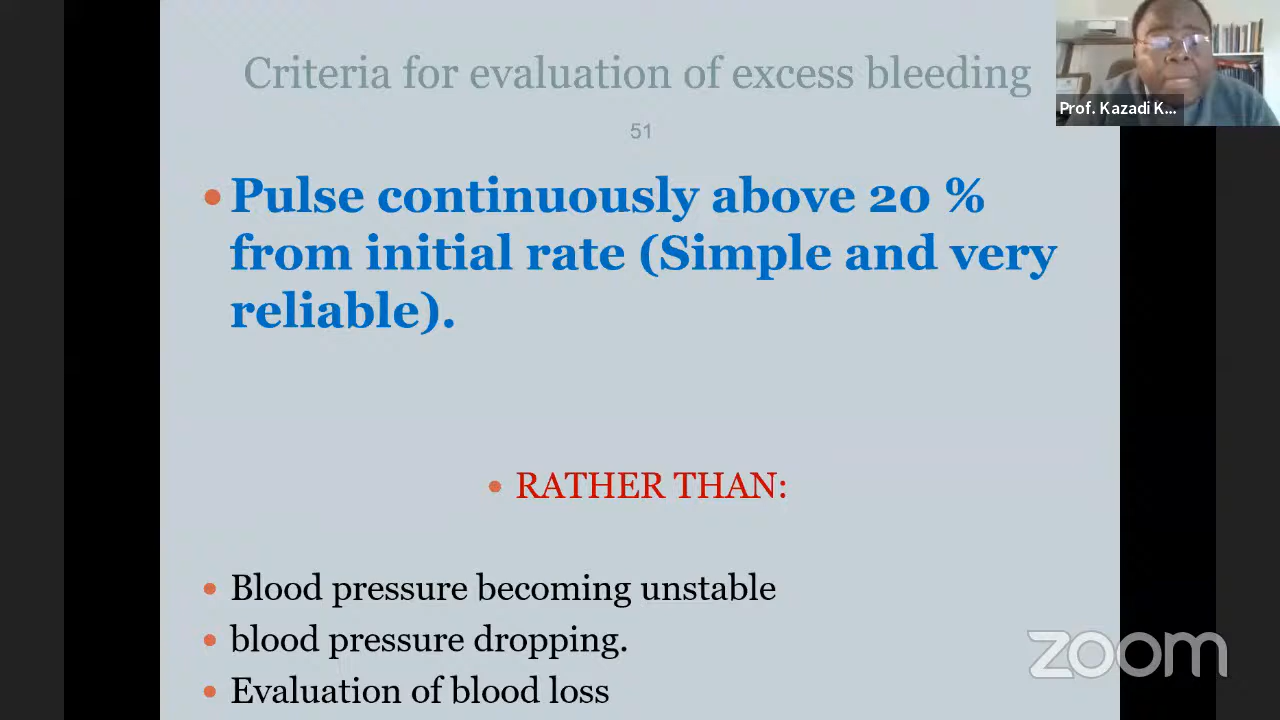 Criteria for evaluation of excess bleeding
51
Prof. Kazadi K...
• Pulse continuously above 20 %
from initial rate (Simple and very
reliable).
• RATHER THAN:
• Blood pressure becoming unstable
• blood pressure dropping.
• Evaluation of blood loss
zoom